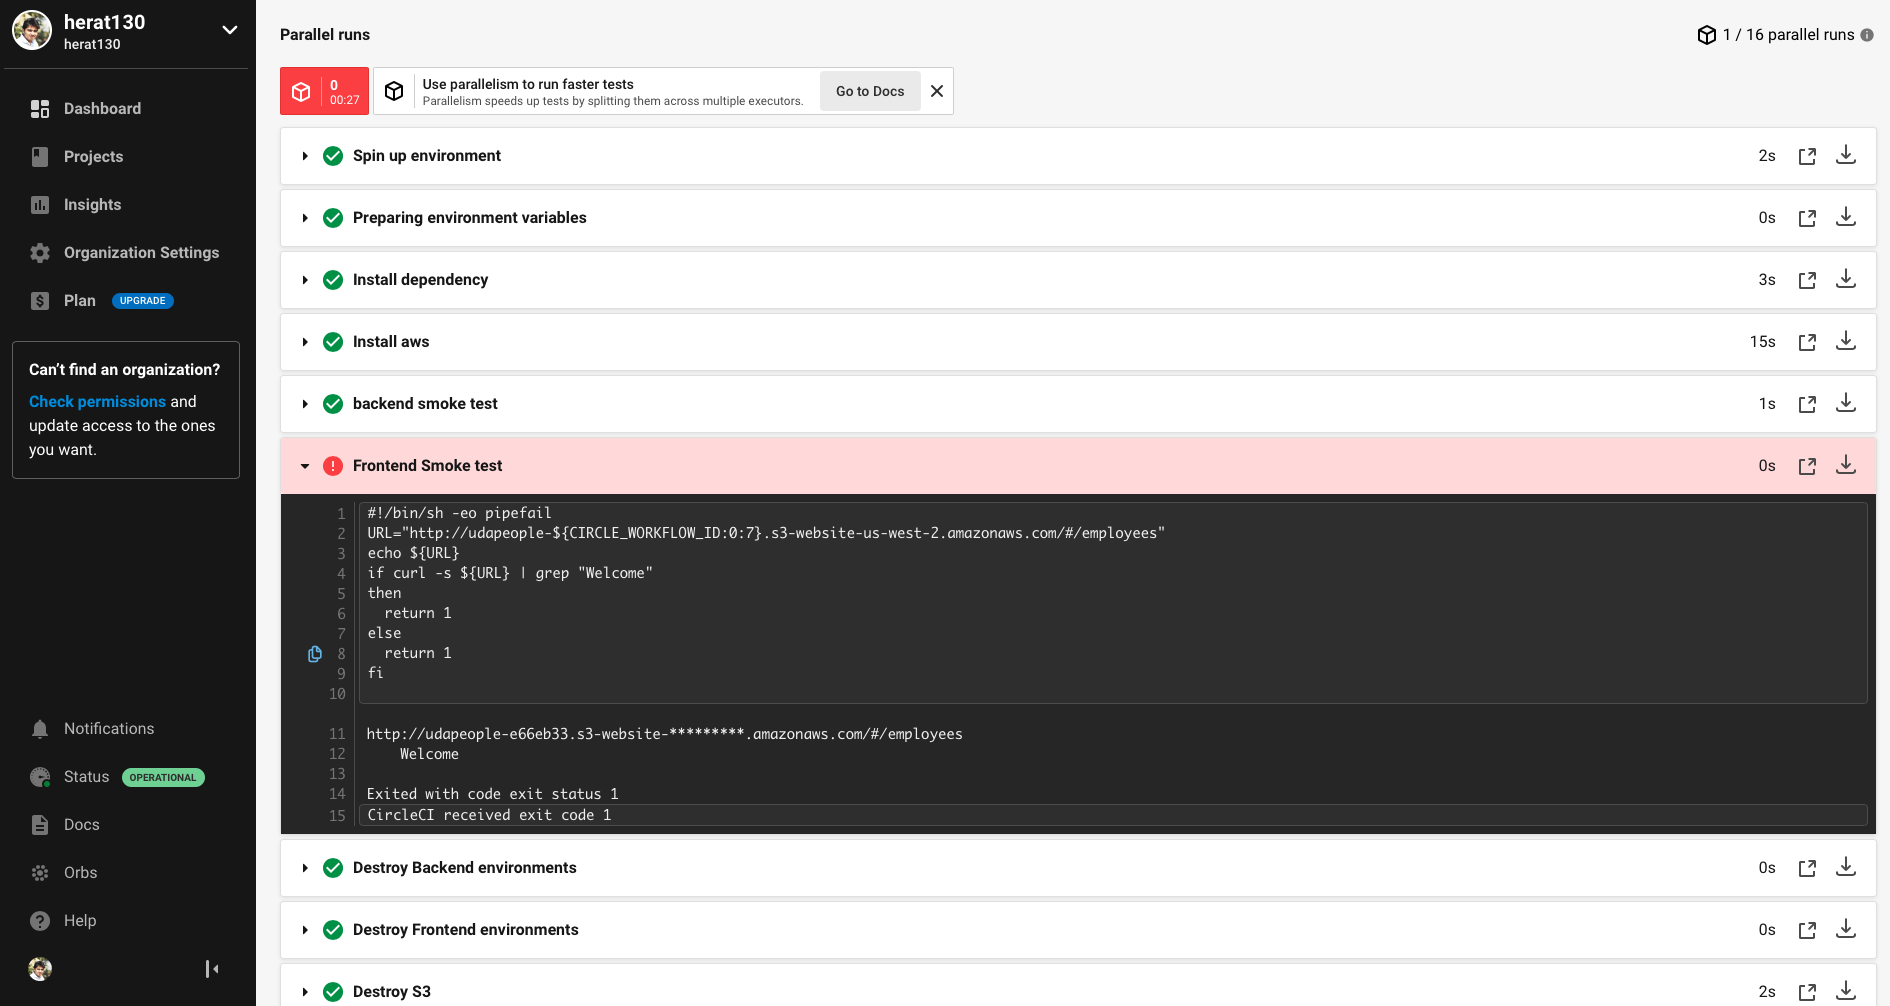 herat130
herat130
Dashboard
Projects
Insights
Organization Settings
Plan UPGRADE
Can't find an organization?
Check permissions and
update access to the ones
you want.
Notifications
Status OPERATIONAL
Docs
Orbs
Help
Parallel runs
1 / 16 parallel runs
0
00:27
Use parallelism to run faster tests
Parallelism speeds up tests by splitting them across multiple executors.
Go to Docs
Spin up environment 2s
Preparing environment variables 0s
Install dependency 3s
Install aws 15s
backend smoke test 1s
Frontend Smoke test 0s
1 #!/bin/sh -eo pipefail
2 URL="http://udapeople-${CIRCLE_WORKFLOW_ID:0:7}.s3-website-us-west-2.amazonaws.com/#/employees"
3 echo ${URL}
4 if curl -s ${URL} | grep "Welcome"
5 then
6   return 1
7 else
8   return 1
9 fi
10
11 http://udapeople-e66eb33.s3-website-*********.amazonaws.com/#/employees
12     Welcome
13
14 Exited with code exit status 1
15 CircleCI received exit code 1
Destroy Backend environments 0s
Destroy Frontend environments 0s
Destroy S3 2s